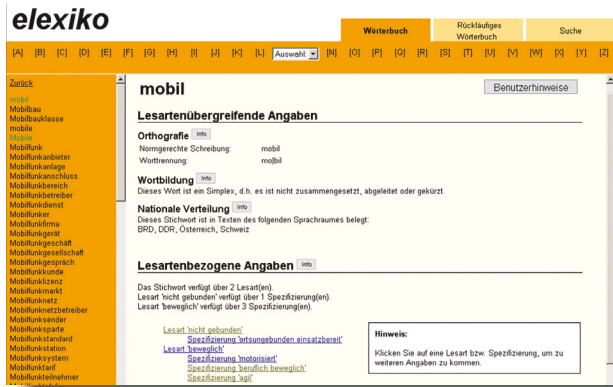 elexiko
Wörterbuch
Rückläufiges
Wörterbuch
Suche
[A] [B] [C] [D] [E] [F] [G] [H] [I] [J] [K] [L] Auswahl: [N] [O] [P] [Q] [R] [S] [T] [U] [V] [W] [X] [Y] [Z]
Zurück
mobil
Mobilbau
Mobilbauklasse
mobile
Mobile
Mobilfunk
Mobilfunkanbieter
Mobilfunkanlage
Mobilfunkanschluss
Mobilfunkbereich
Mobilfunkbetreiber
Mobilfunkdienst
Mobilfunker
Mobilfunkfirma
Mobilfunkgerät
Mobilfunkgeschäft
Mobilfunkgesellschaft
Mobilfunkgespräch
Mobilfunkkunde
Mobilfunklizenz
Mobilfunkmarkt
Mobilfunknetz
Mobilfunknetzbetreiber
Mobilfunksender
Mobilfunksparte
Mobilfunkstandard
Mobilfunkstation
Mobilfunksystem
Mobilfunktarif
Mobilfunkteilnehmer
mobil
Benutzerhinweise
Lesartenübergreifende Angaben
Orthografie Info
Normgerechte Schreibung: mobil
Worttrennung: mo|bil
Wortbildung Info
Dieses Wort ist ein Simplex, d.h. es ist nicht zusammengesetzt, abgeleitet oder gekürzt.
Nationale Verteilung Info
Dieses Stichwort ist in Texten des folgenden Sprachraumes belegt:
BRD, DDR, Österreich, Schweiz
Lesartenbezogene Angaben Info
Das Stichwort verfügt über 2 Lesart(en).
Lesart 'nicht gebunden' verfügt über 1 Spezifizierung(en).
Lesart 'beweglich' verfügt über 3 Spezifizierung(en).
Lesart 'nicht gebunden'
Spezifizierung 'ortsungebunden einsatzbereit'
Lesart 'beweglich'
Spezifizierung 'motorisiert'
Spezifizierung 'beruflich beweglich'
Spezifizierung 'agil'
Hinweis:
Klicken Sie auf eine Lesart bzw. Spezifizierung, um zu
weiteren Angaben zu kommen.